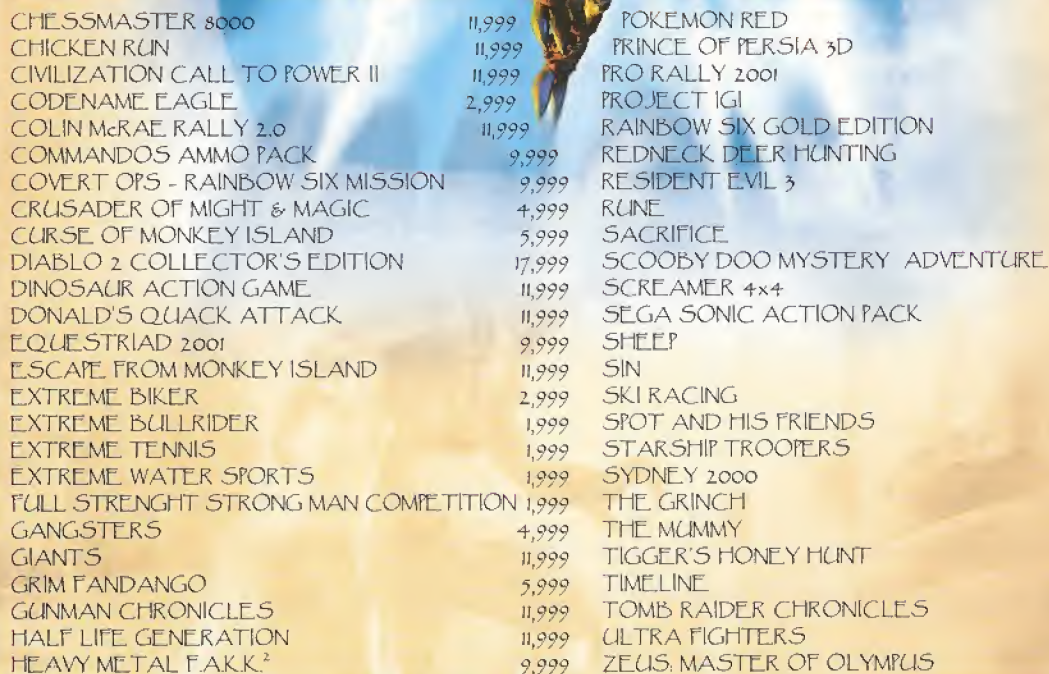 CHESSMASTER 8000 11,999
CHICKEN RUN 11,999
CIVILIZATION CALL TO POWER II 11,999
CODENAME EAGLE 2,999
COLIN McRAE RALLY 2.0 11,999
COMMANDOS AMMO PACK 9,999
COVERT OPS - RAINBOW SIX MISSION 9,999
CRUSADER OF MIGHT & MAGIC 4,999
CURSE OF MONKEY ISLAND 5,999
DIABLO 2 COLLECTOR'S EDITION 17,999
DINOSAUR ACTION GAME 11,999
DONALD'S QUACK ATTACK 11,999
EQUESTRIAD 2001 9,999
ESCAPE FROM MONKEY ISLAND 11,999
EXTREME BIKER 2,999
EXTREME BULLRIDER 1,999
EXTREME TENNIS 1,999
EXTREME WATER SPORTS 1,999
FULL STRENGHT STRONG MAN COMPETITION 1,999
GANGSTERS 4,999
GIANTS 11,999
GRIM FANDANGO 5,999
GUNMAN CHRONICLES 11,999
HALF LIFE GENERATION 11,999
HEAVY METAL F.A.K.K.² 9,999
POKEMON RED
PRINCE OF PERSIA 3D
PRO RALLY 2001
PROJECT IGI
RAINBOW SIX GOLD EDITION
REDNECK DEER HUNTING
RESIDENT EVIL 3
RUNE
SACRIFICE
SCOOBY DOO MYSTERY ADVENTURE
SCREAMER 4x4
SEGA SONIC ACTION PACK
SHEEP
SIN
SKI RACING
SPOT AND HIS FRIENDS
STARSHIP TROOPERS
SYDNEY 2000
THE GRINCH
THE MUMMY
TIGGER'S HONEY HUNT
TIMELINE
TOMB RAIDER CHRONICLES
ULTRA FIGHTERS
ZEUS: MASTER OF OLYMPUS